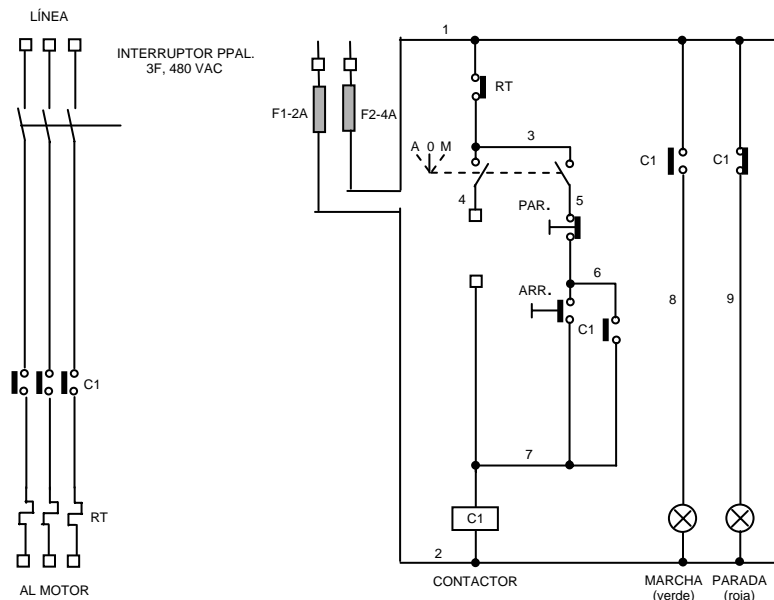 LÍNEA
INTERRUPTOR PPAL.
3F, 480 VAC
F1-2A
F2-4A
1
RT
3
A 0 M
4
5
PAR.
6
ARR.
C1
C1
C1
8
9
C1
7
RT
C1
2
AL MOTOR
CONTACTOR
MARCHA
(verde)
PARADA
(roja)